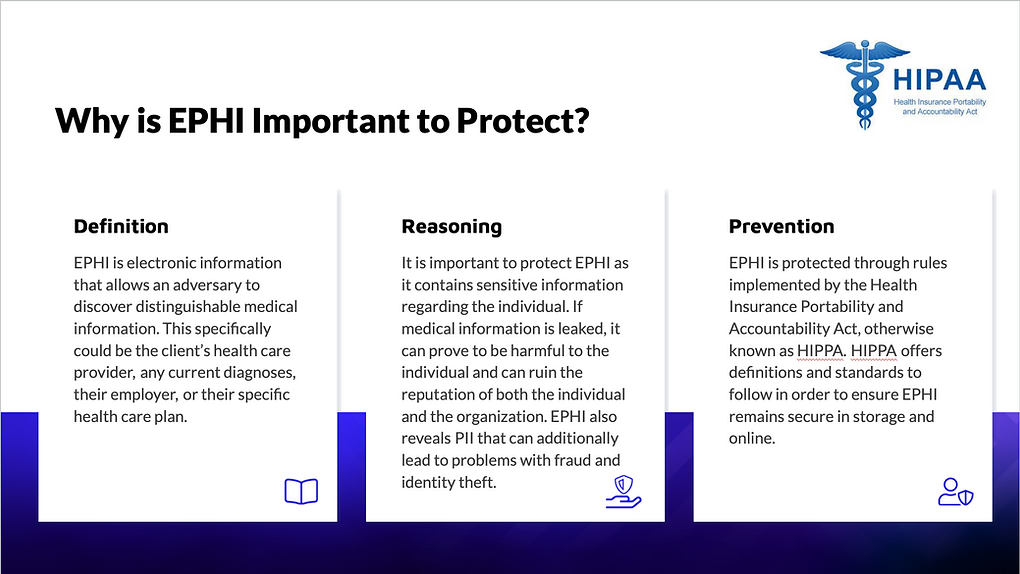 HIPAA
Health Insurance Portability
and Accountability Act
Why is EPHI Important to Protect?
Definition
EPHI is electronic information
that allows an adversary to
discover distinguishable medical
information. This specifically
could be the client's health care
provider, any current diagnoses,
their employer, or their specific
health care plan.
Reasoning
It is important to protect EPHI as
it contains sensitive information
regarding the individual. If
medical information is leaked, it
can prove to be harmful to the
individual and can ruin the
reputation of both the individual
and the organization. EPHI also
reveals PII that can additionally
lead to problems with fraud and
identity theft.
Prevention
EPHI is protected through rules
implemented by the Health
Insurance Portability and
Accountability Act, otherwise
known as HIPPA. HIPPA offers
definitions and standards to
follow in order to ensure EPHI
remains secure in storage and
online.